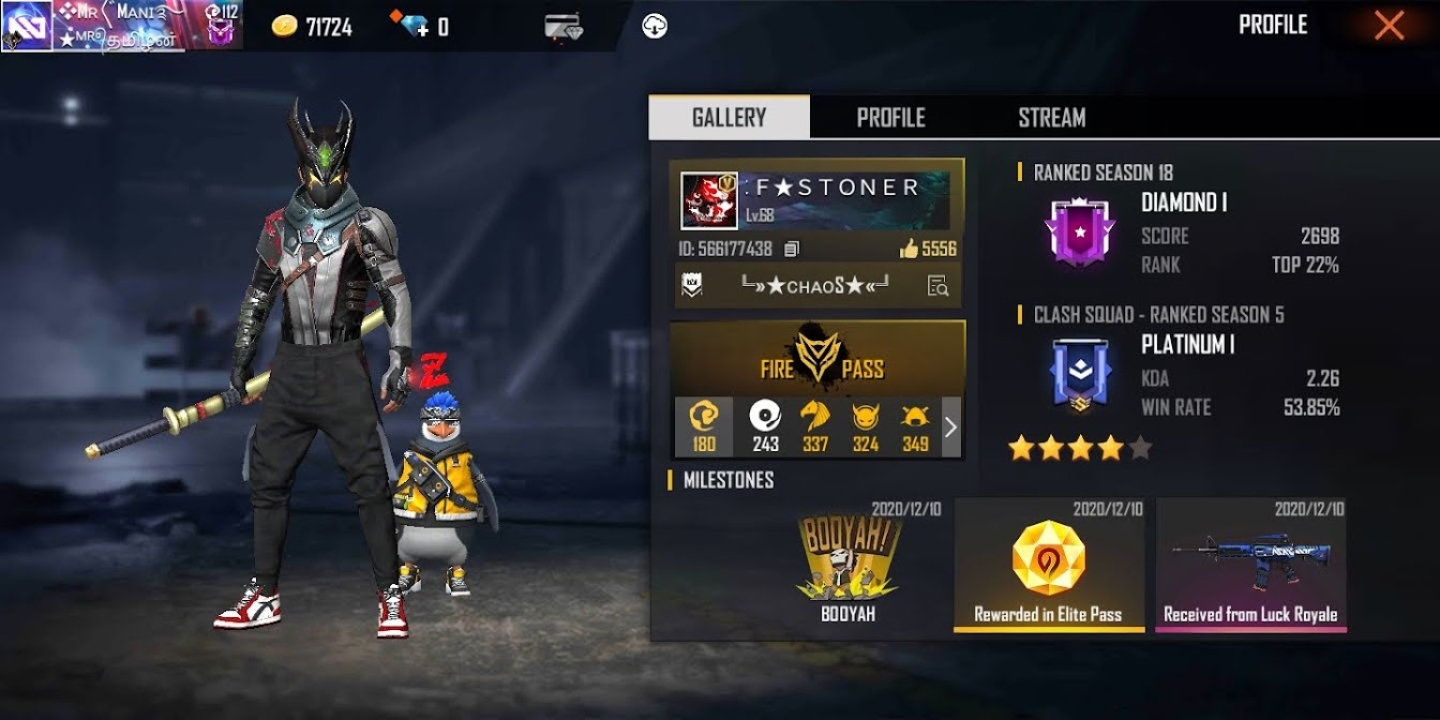 MR ( MANI
112
MR தமிழன்
71724
0
PROFILE
GALLERY
PROFILE
STREAM
:F★STONER
Lv.68
ID: 566177438
5556
╚»★CHAOS★«╝
FIRE PASS
180
243
337
324
349
MILESTONES
2020/12/10
BOOYAH!
BOOYAH
2020/12/10
Rewarded in Elite Pass
2020/12/10
Received from Luck Royale
RANKED SEASON 18
DIAMOND I
SCORE 2698
RANK TOP 22%
CLASH SQUAD - RANKED SEASON 5
PLATINUM I
KDA 2.26
WIN RATE 53.85%
Z